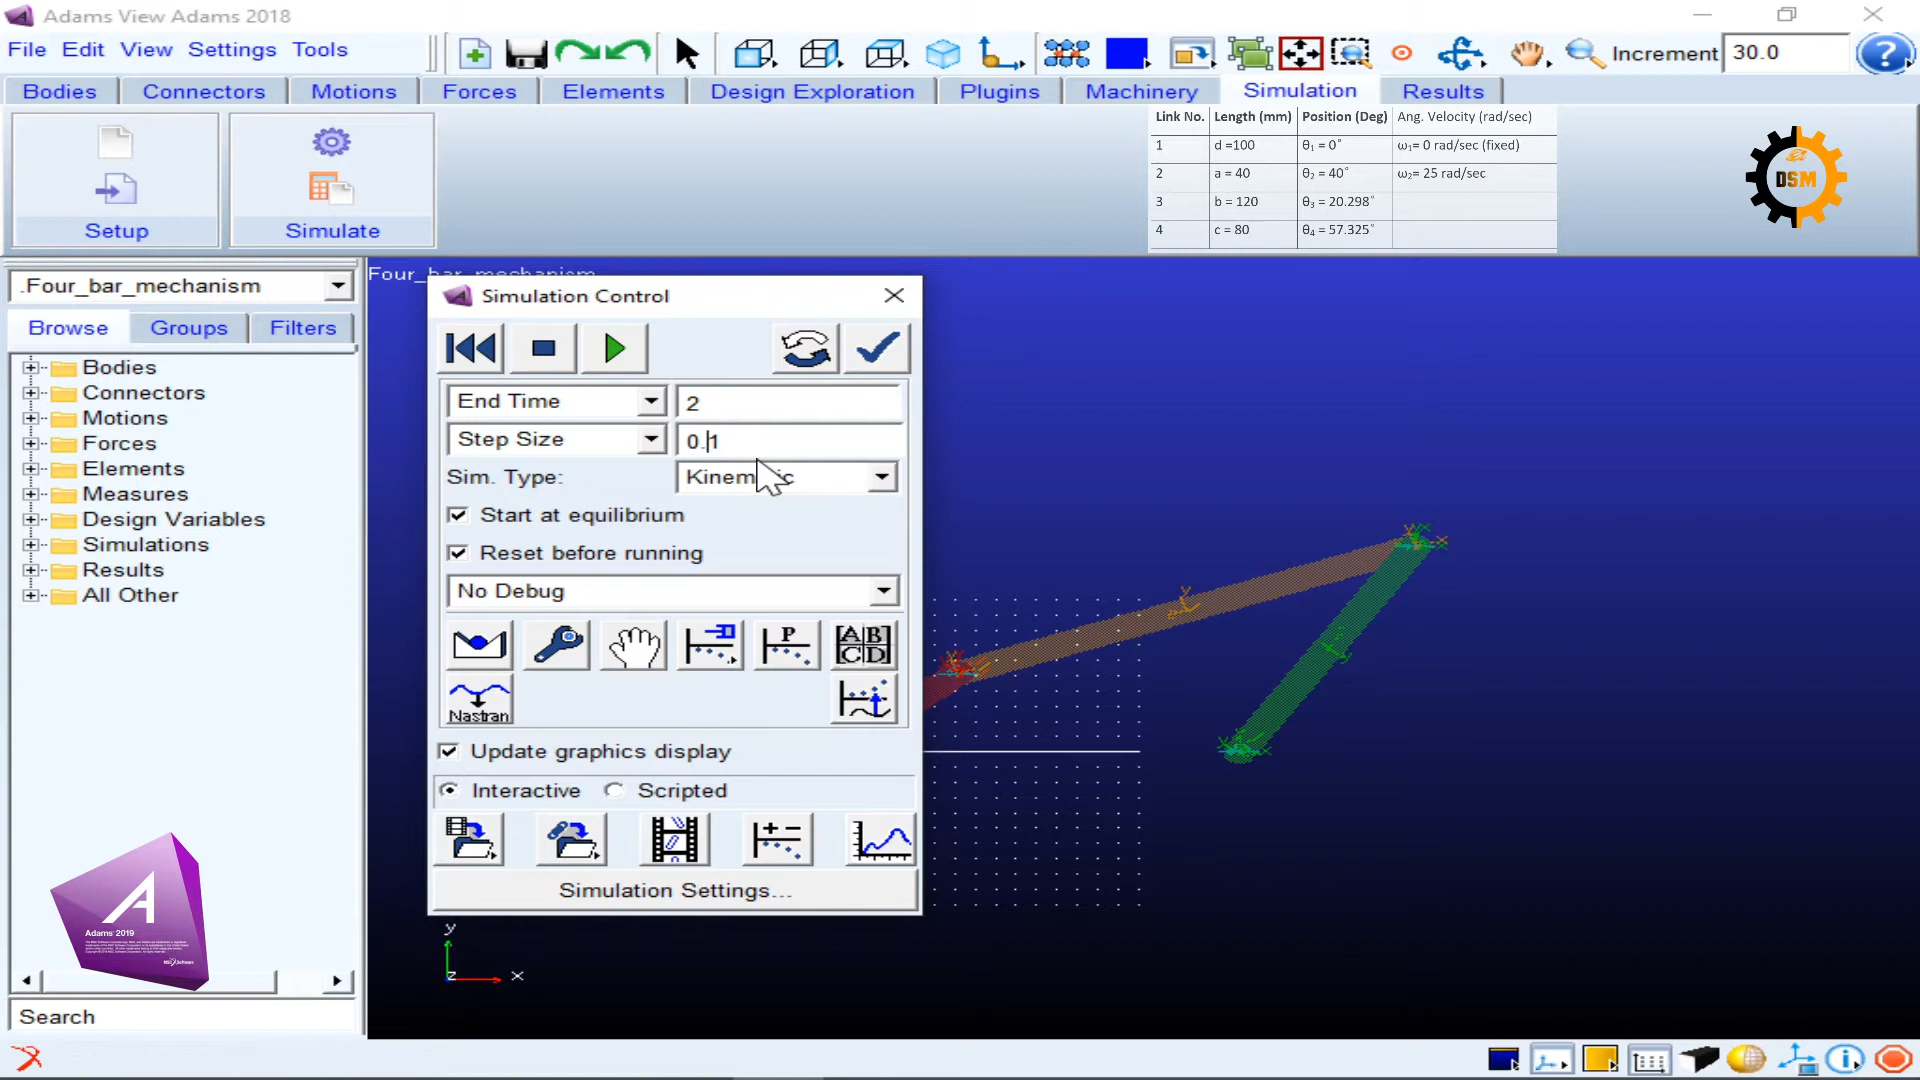 Adams View Adams 2018
File Edit View Settings Tools
Increment 30.0
Bodies Connectors Motions Forces Elements Design Exploration Plugins Machinery Simulation Results
Setup
Simulate
Link No. Length (mm) Position (Deg) Ang. Velocity (rad/sec)
1 d =100 θ₁ = 0° ω₁= 0 rad/sec (fixed)
2 a = 40 θ₂ = 40° ω₂= 25 rad/sec
3 b = 120 θ₃ = 20.298°
4 c = 80 θ₄ = 57.325°
DSM
.Four_bar_mechanism
Browse Groups Filters
Bodies
Connectors
Motions
Forces
Elements
Measures
Design Variables
Simulations
Results
All Other
Adams 2019
Search
Four_bar_mechanism
Simulation Control
End Time 2
Step Size 0.1
Sim. Type: Kinematic
Start at equilibrium
Reset before running
No Debug
P
A B
C D
Nastran
Update graphics display
Interactive Scripted
Simulation Settings...
y
z x